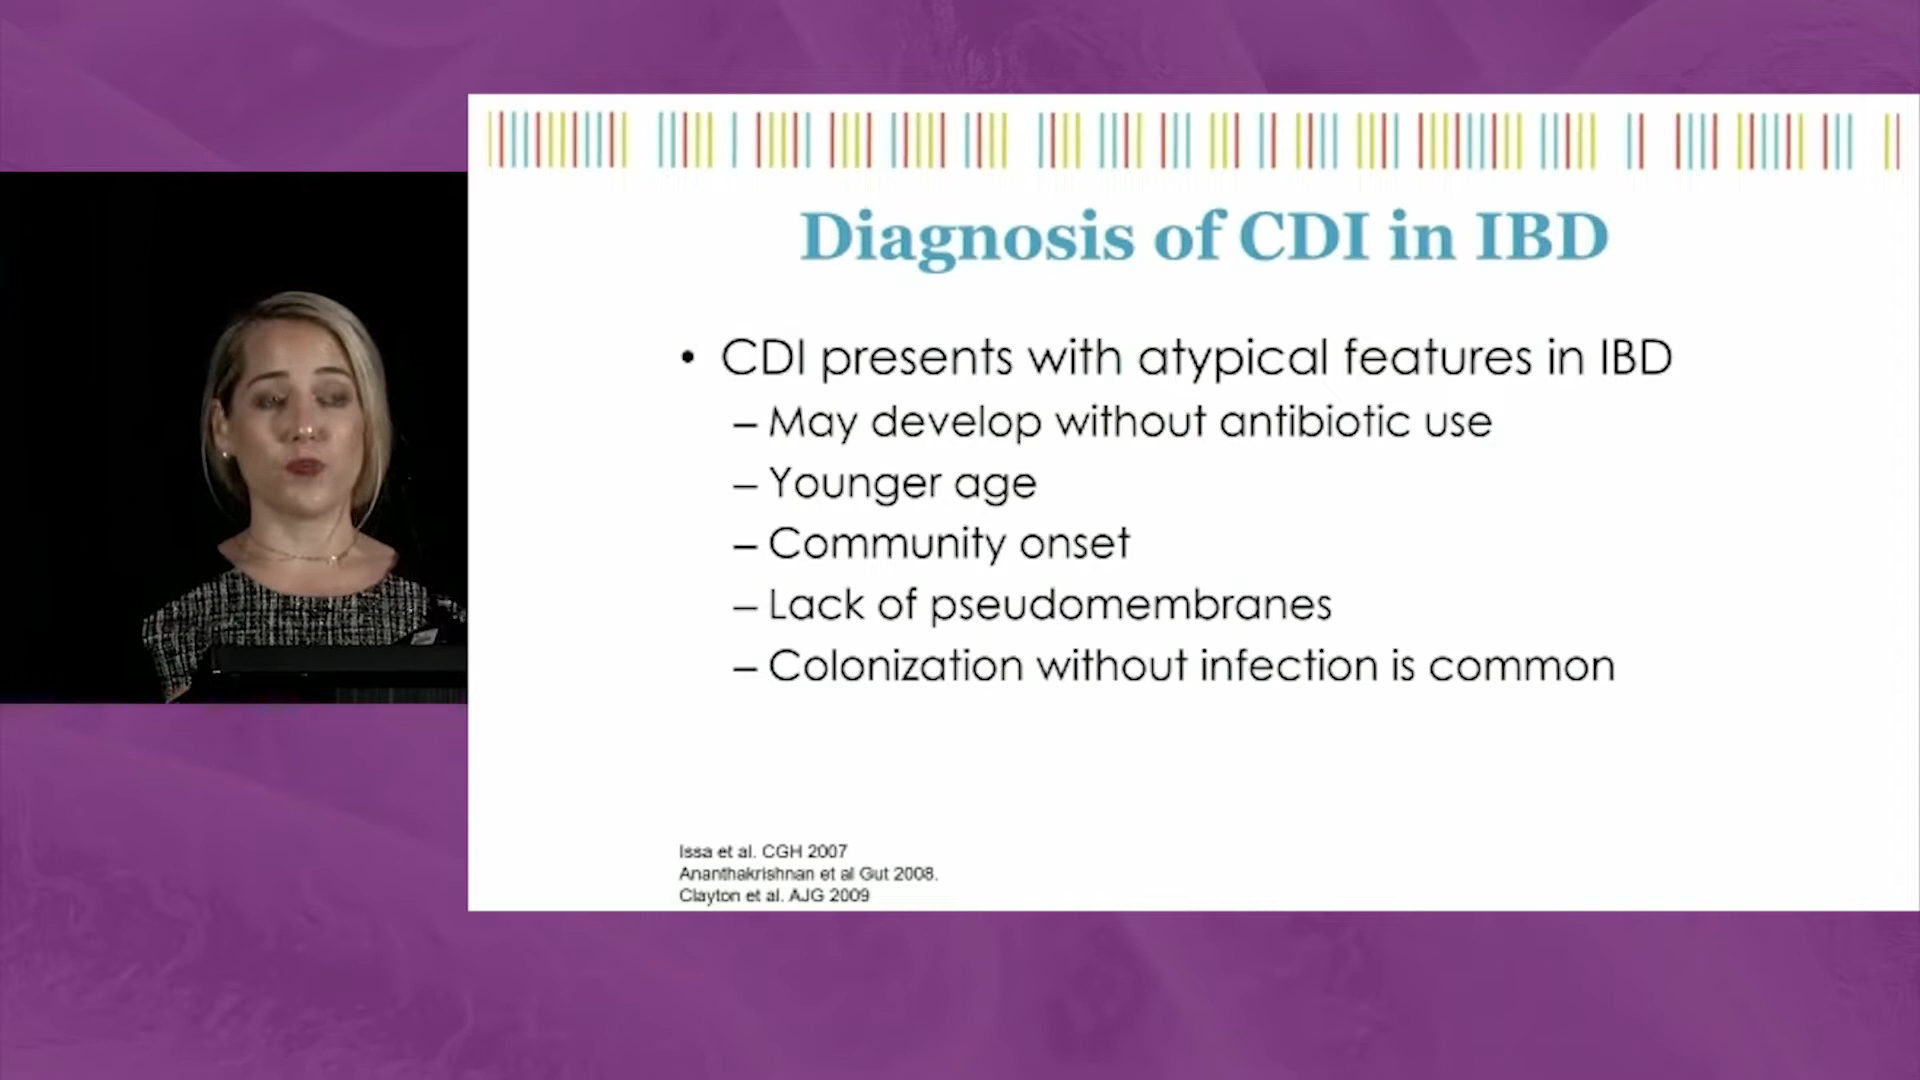 Diagnosis of CDI in IBD
• CDI presents with atypical features in IBD
– May develop without antibiotic use
– Younger age
– Community onset
– Lack of pseudomembranes
– Colonization without infection is common
Issa et al. CGH 2007
Ananthakrishnan et al Gut 2008.
Clayton et al. AJG 2009